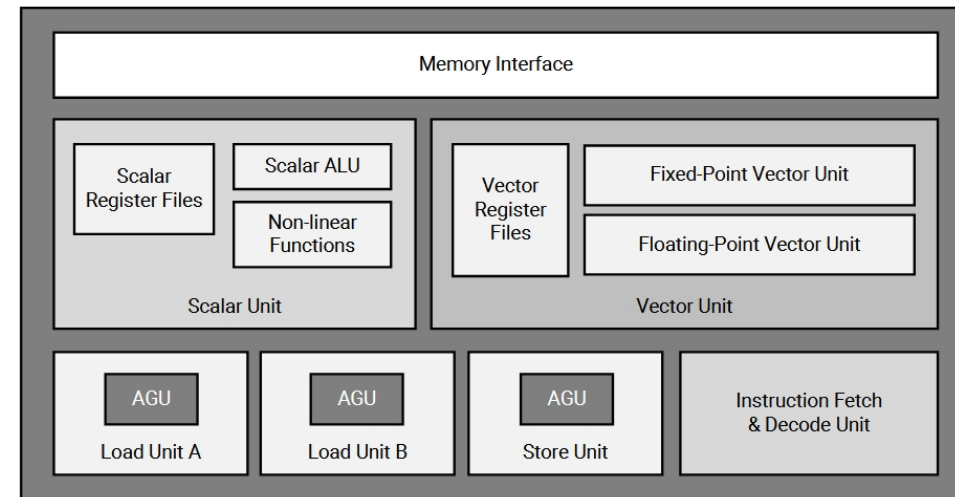 Memory Interface
Scalar
Register Files
Scalar ALU
Non-linear
Functions
Scalar Unit
Vector
Register
Files
Fixed-Point Vector Unit
Floating-Point Vector Unit
Vector Unit
AGU
Load Unit A
AGU
Load Unit B
AGU
Store Unit
Instruction Fetch
& Decode Unit